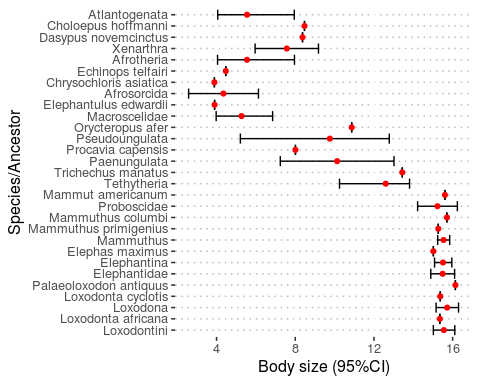 Atlantogenata
Choloepus hoffmanni
Dasypus novemcinctus
Xenarthra
Afrotheria
Echinops telfairi
Chrysochloris asiatica
Afrosorcida
Elephantulus edwardii
Macroscelidae
Orycteropus afer
Pseudoungulata
Procavia capensis
Paenungulata
Trichechus manatus
Tethytheria
Mammut americanum
Proboscidae
Mammuthus columbi
Mammuthus primigenius
Mammuthus
Elephas maximus
Elephantina
Elephantidae
Palaeoloxodon antiquus
Loxodonta cyclotis
Loxodona
Loxodonta africana
Loxodontini
Species/Ancestor
4 8 12 16
Body size (95%CI)